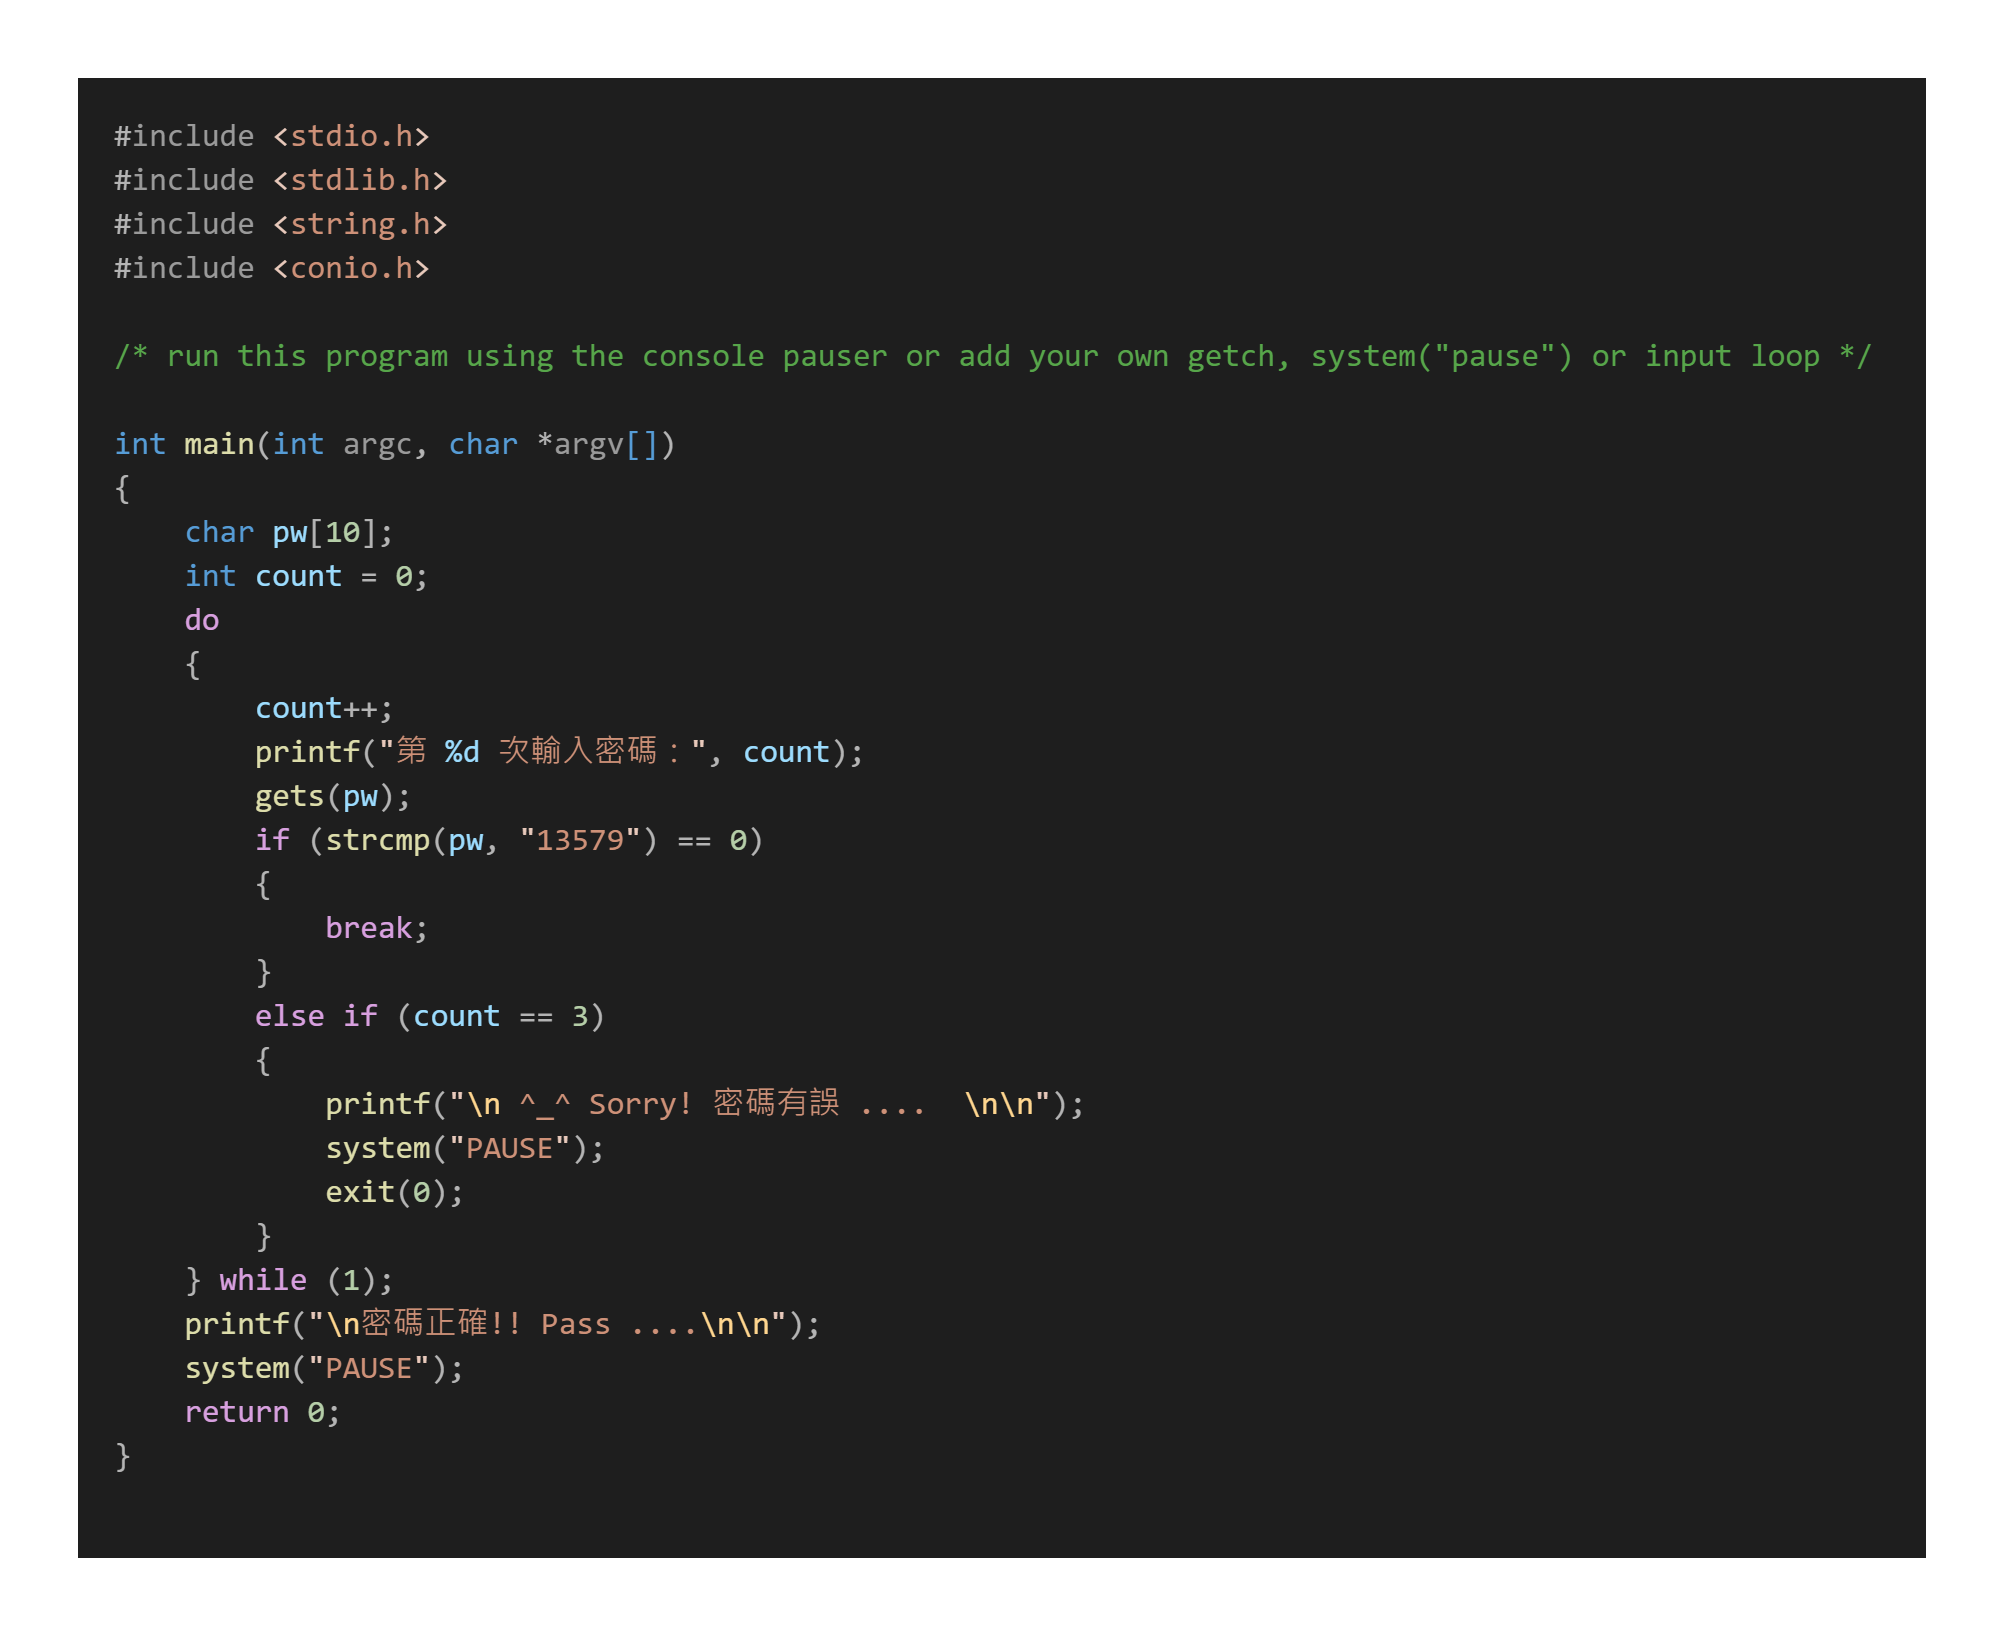 #include <stdio.h>
#include <stdlib.h>
#include <string.h>
#include <conio.h>

/* run this program using the console pauser or add your own getch, system("pause") or input loop */

int main(int argc, char *argv[])
{
    char pw[10];
    int count = 0;
    do
    {
        count++;
        printf("第 %d 次輸入密碼：", count);
        gets(pw);
        if (strcmp(pw, "13579") == 0)
        {
            break;
        }
        else if (count == 3)
        {
            printf("\n ^_^ Sorry! 密碼有誤 ....  \n\n");
            system("PAUSE");
            exit(0);
        }
    } while (1);
    printf("\n密碼正確!! Pass ....\n\n");
    system("PAUSE");
    return 0;
}